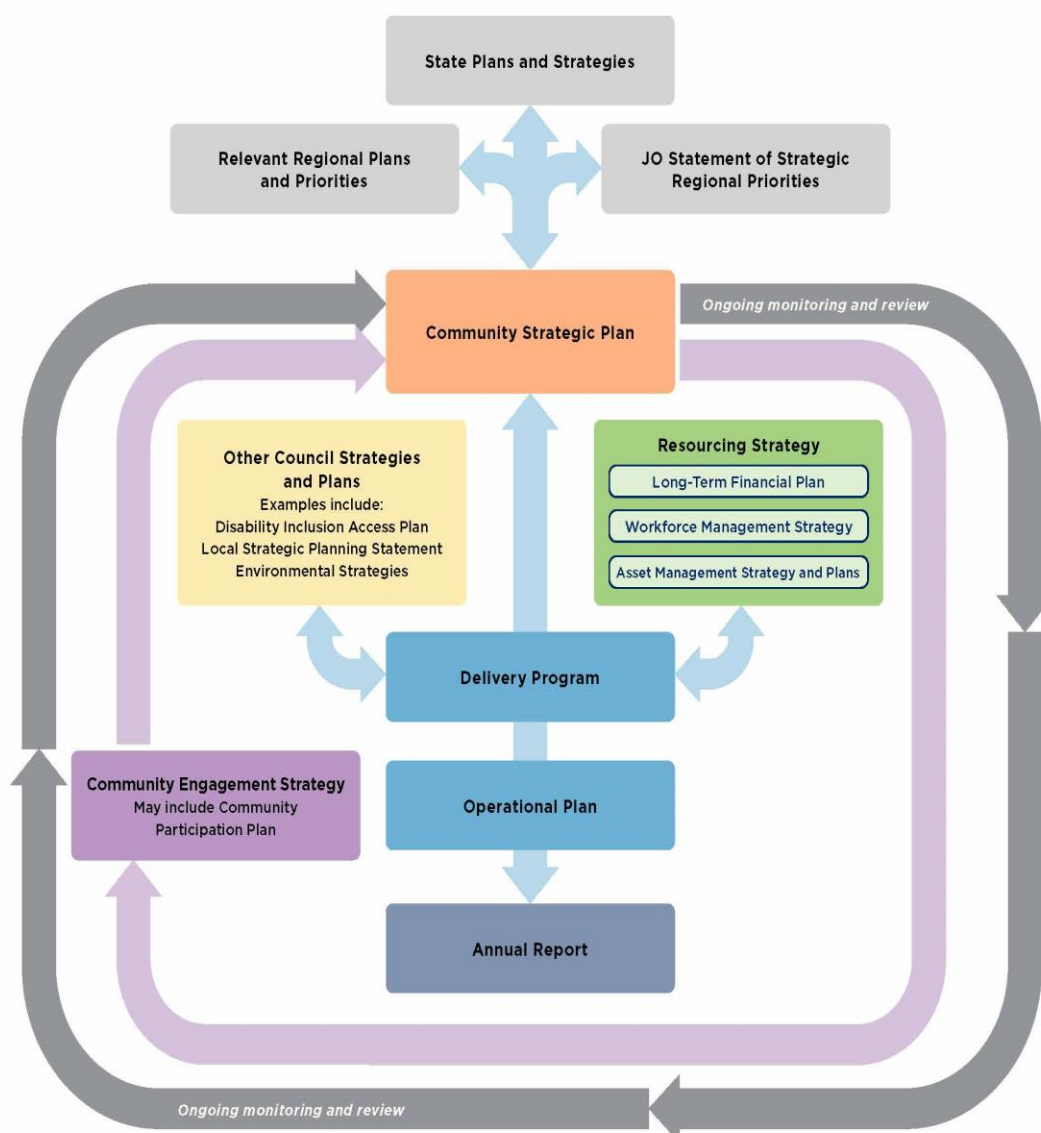 State Plans and Strategies
Relevant Regional Plans
and Priorities
JO Statement of Strategic
Regional Priorities
Community Strategic Plan
Ongoing monitoring and review
Other Council Strategies
and Plans
Examples include:
Disability Inclusion Access Plan
Local Strategic Planning Statement
Environmental Strategies
Resourcing Strategy
Long-Term Financial Plan
Workforce Management Strategy
Asset Management Strategy and Plans
Delivery Program
Community Engagement Strategy
May include Community
Participation Plan
Operational Plan
Annual Report
Ongoing monitoring and review